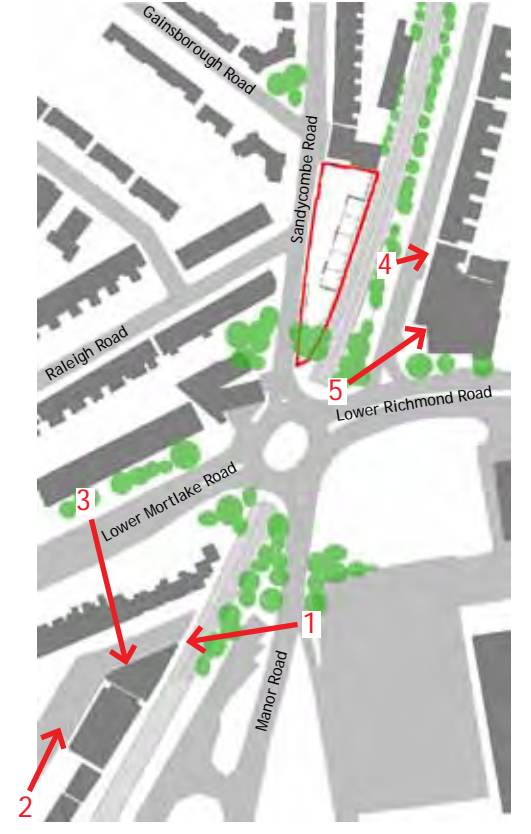 Gainsborough Road
Sandycombe Road
4
Raleigh Road
5
Lower Richmond Road
3
Lower Mortlake Road
1
Manor Road
2